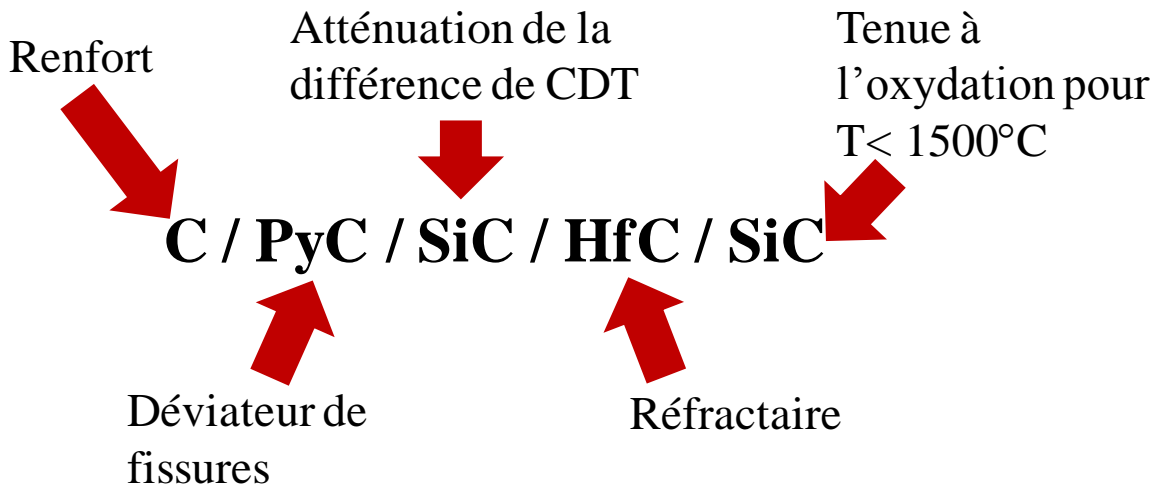 Renfort
Atténuation de la
différence de CDT
Tenue à
l’oxydation pour
T< 1500°C
C / PyC / SiC / HfC / SiC
Déviateur de
fissures
Réfractaire